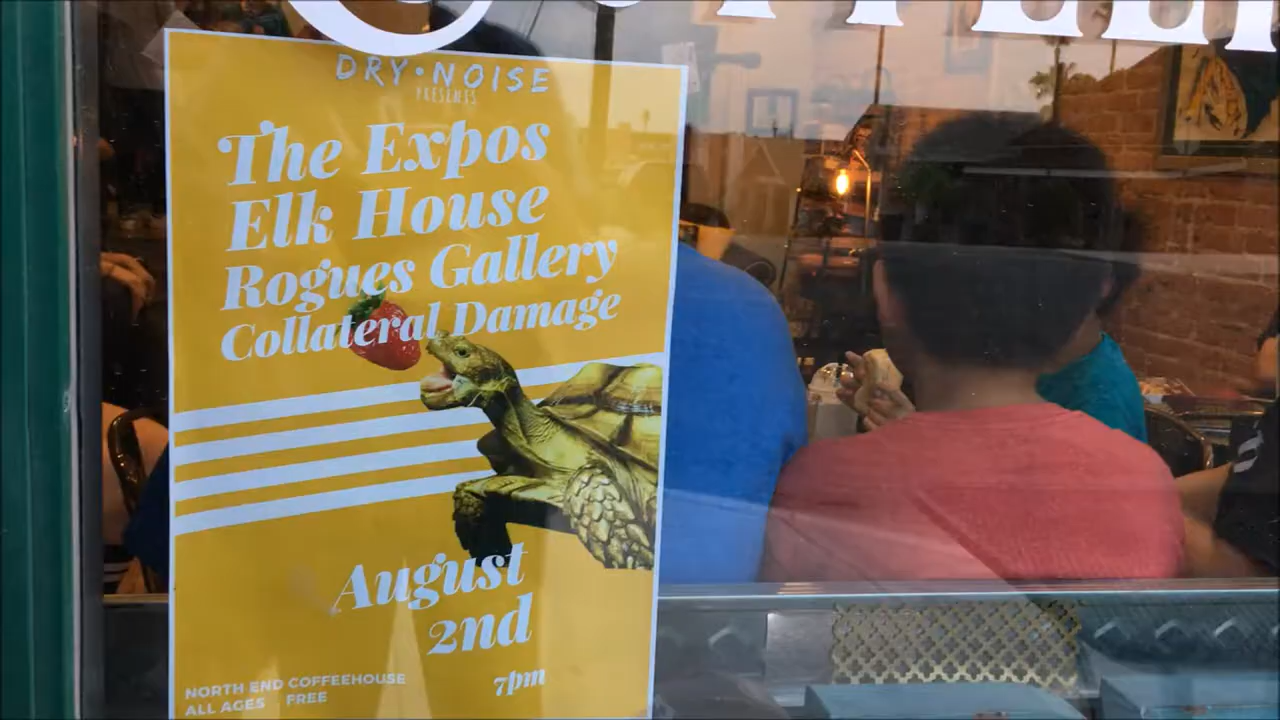 DRY•NOISE
PRESENTS
The Expos
Elk House
Rogues Gallery
Collateral Damage
August
2nd
7pm
NORTH END COFFEEHOUSE
ALL AGES FREE